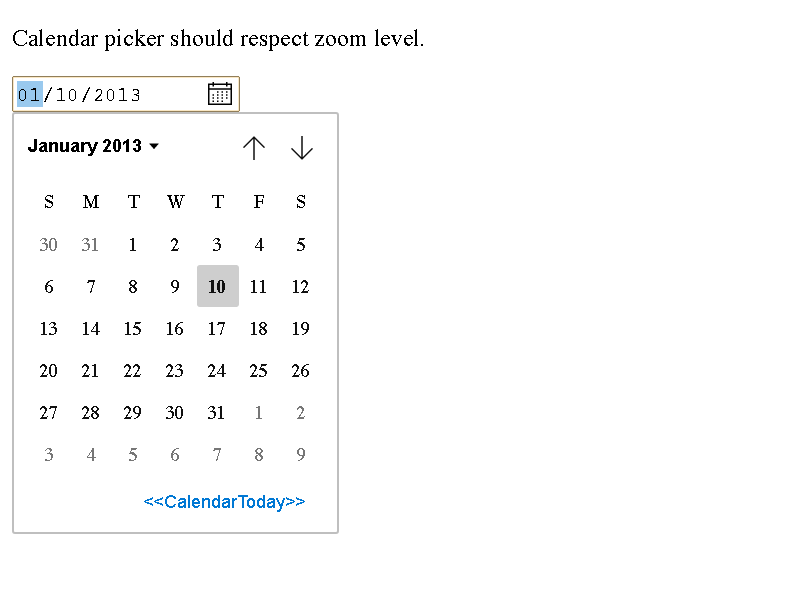 Calendar picker should respect zoom level.
01/10/2013
January 2013
S M T W T F S
30 31 1 2 3 4 5
6 7 8 9 10 11 12
13 14 15 16 17 18 19
20 21 22 23 24 25 26
27 28 29 30 31 1 2
3 4 5 6 7 8 9
<<CalendarToday>>